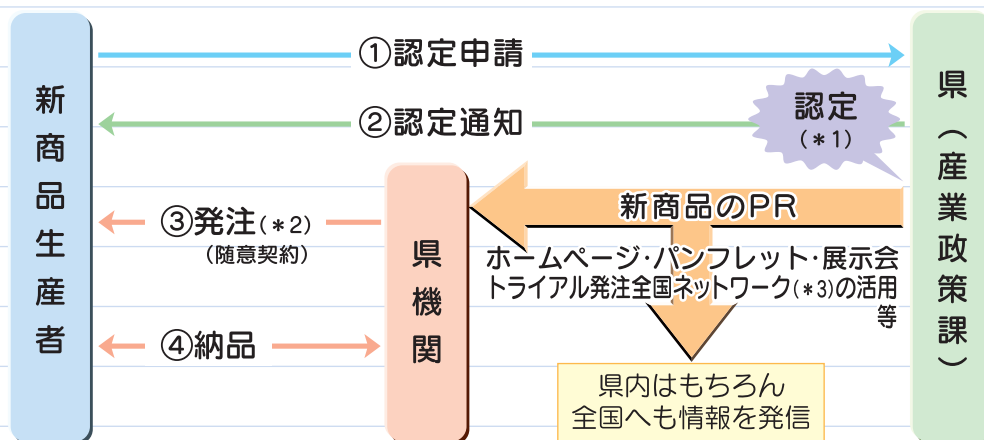 新商品生産者
①認定申請
②認定通知
認定
(＊1)
県（産業政策課）
県機関
③発注(＊2)
(随意契約)
④納品
新商品のPR
ホームページ・パンフレット・展示会
トライアル発注全国ネットワーク(＊3)の活用
等
県内はもちろん
全国へも情報を発信